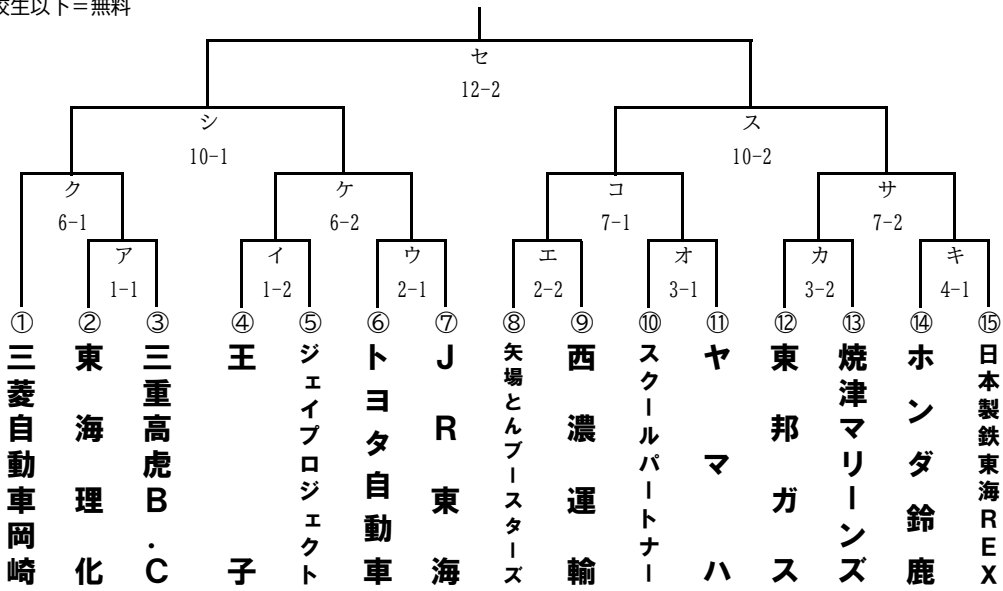 校生以下=無料
セ
12-2
シ
ス
10-1
10-2
ク
ケ
コ
サ
6-1
6-2
7-1
7-2
ア
イ
ウ
エ
オ
カ
キ
1-1
1-2
2-1
2-2
3-1
3-2
4-1
①
②
③
④
⑤
⑥
⑦
⑧
⑨
⑩
⑪
⑫
⑬
⑭
⑮
三菱自動車岡崎
東海理化
三重高虎B.C
王子
ジェイプロジェクト
トヨタ自動車
JR東海
矢場とんブースターズ
西濃運輸
スクールパートナー
ヤマハ
東邦ガス
焼津マリーンズ
ホンダ鈴鹿
日本製鉄東海REX